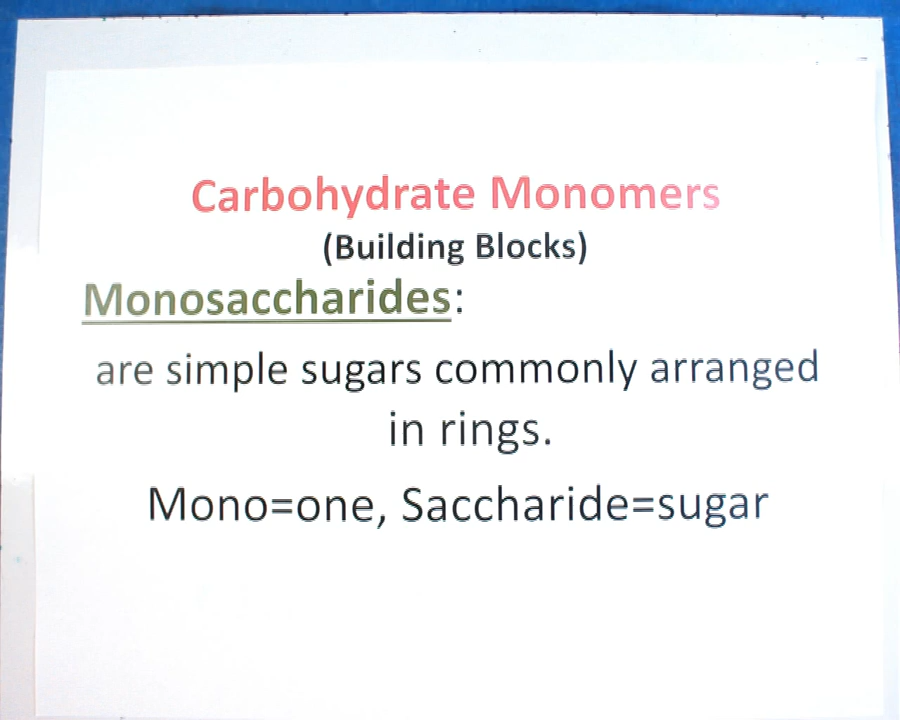 Carbohydrate Monomers
(Building Blocks)
Monosaccharides:
are simple sugars commonly arranged
in rings.
Mono=one, Saccharide=sugar